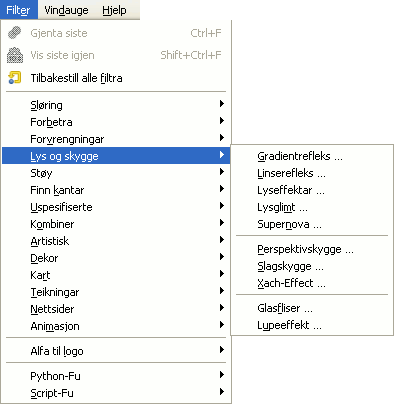 Filter Vindauge Hjelp
Gjenta siste Ctrl+F
Vis siste igjen Shift+Ctrl+F
Tilbakestill alle filtra
Sløring
Forbetra
Forvrengningar
Lys og skygge
Støy
Finn kantar
Uspesifiserte
Kombiner
Artistisk
Dekor
Kart
Teikningar
Nettsider
Animasjon
Alfa til logo
Python-Fu
Script-Fu
Gradientrefleks ...
Linserefleks ...
Lyseffektar ...
Lysglimt ...
Supernova ...
Perspektivskygge ...
Slagskygge ...
Xach-Effect ...
Glasfliser ...
Lupeeffekt ...